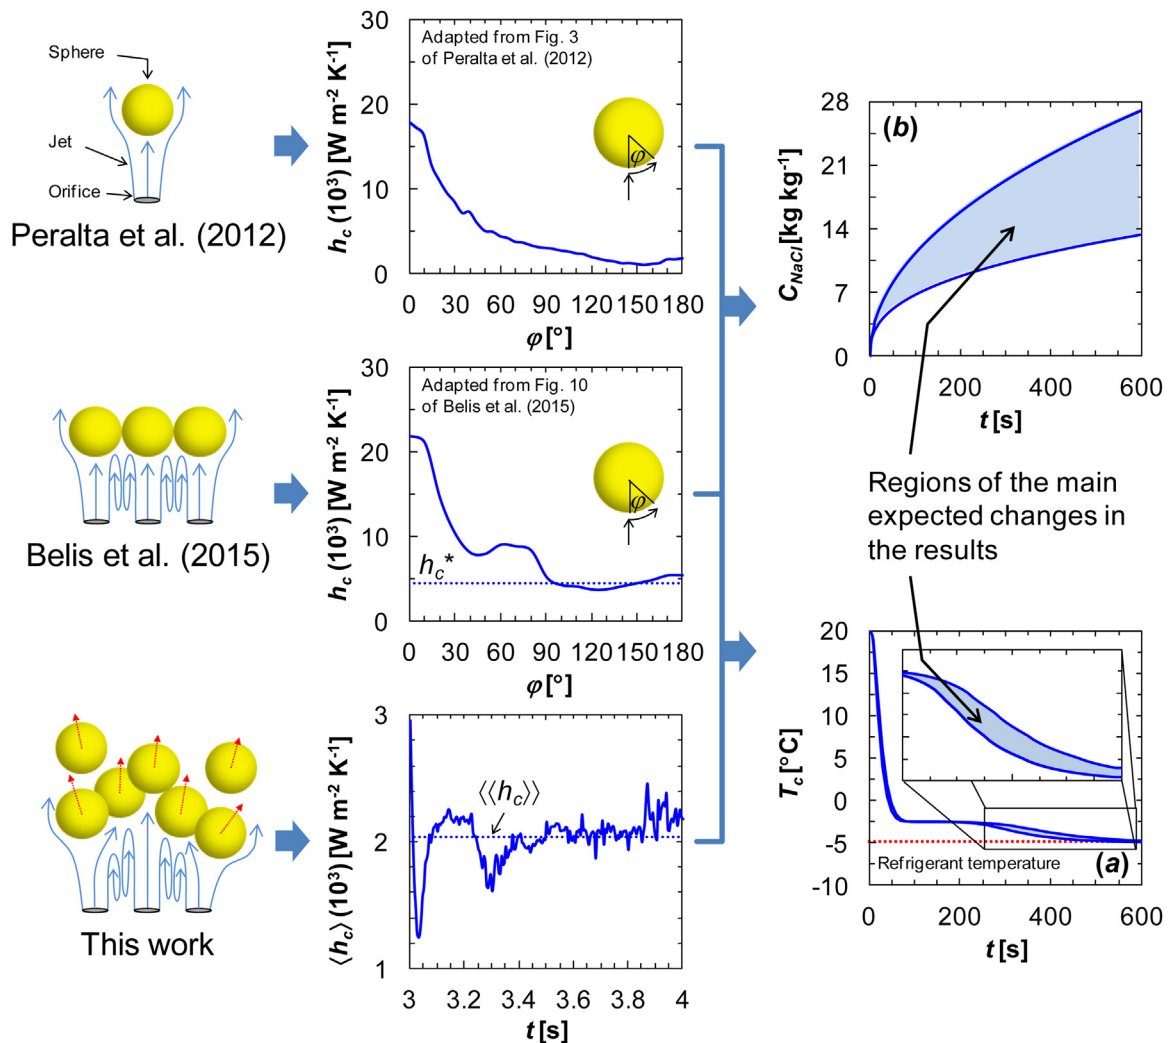 Sphere
Jet
Orifice
Peralta et al. (2012)
h_c (10³) [W m⁻² K⁻¹]
30
20
10
0
Adapted from Fig. 3
of Peralta et al. (2012)
φ
0 30 60 90 120 150 180
φ [°]
Belis et al. (2015)
h_c (10³) [W m⁻² K⁻¹]
30
20
10
0
Adapted from Fig. 10
of Belis et al. (2015)
φ
h_c*
0 30 60 90 120 150 180
φ [°]
This work
⟨h_c⟩ (10³) [W m⁻² K⁻¹]
3
2
1
⟨⟨h_c⟩⟩
3 3.2 3.4 3.6 3.8 4
t [s]
C_NaCl [kg kg⁻¹]
28
21
14
7
0
(b)
0 200 400 600
t [s]
Regions of the main
expected changes in
the results
T_c [°C]
20
15
10
5
0
-5
-10
Refrigerant temperature
(a)
0 200 400 600
t [s]